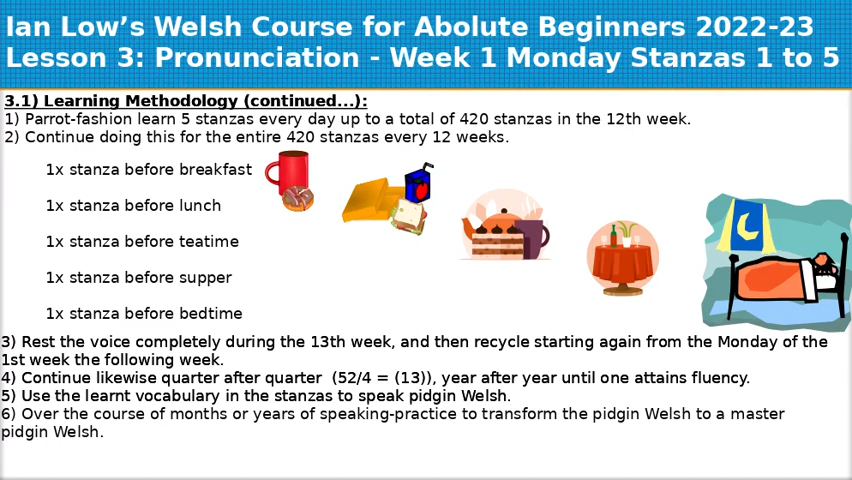 Ian Low’s Welsh Course for Abolute Beginners 2022-23
Lesson 3: Pronunciation - Week 1 Monday Stanzas 1 to 5
3.1) Learning Methodology (continued...):
1) Parrot-fashion learn 5 stanzas every day up to a total of 420 stanzas in the 12th week.
2) Continue doing this for the entire 420 stanzas every 12 weeks.
1x stanza before breakfast
1x stanza before lunch
1x stanza before teatime
1x stanza before supper
1x stanza before bedtime
3) Rest the voice completely during the 13th week, and then recycle starting again from the Monday of the
1st week the following week.
4) Continue likewise quarter after quarter  (52/4 = (13)), year after year until one attains fluency.
5) Use the learnt vocabulary in the stanzas to speak pidgin Welsh.
6) Over the course of months or years of speaking-practice to transform the pidgin Welsh to a master
pidgin Welsh.